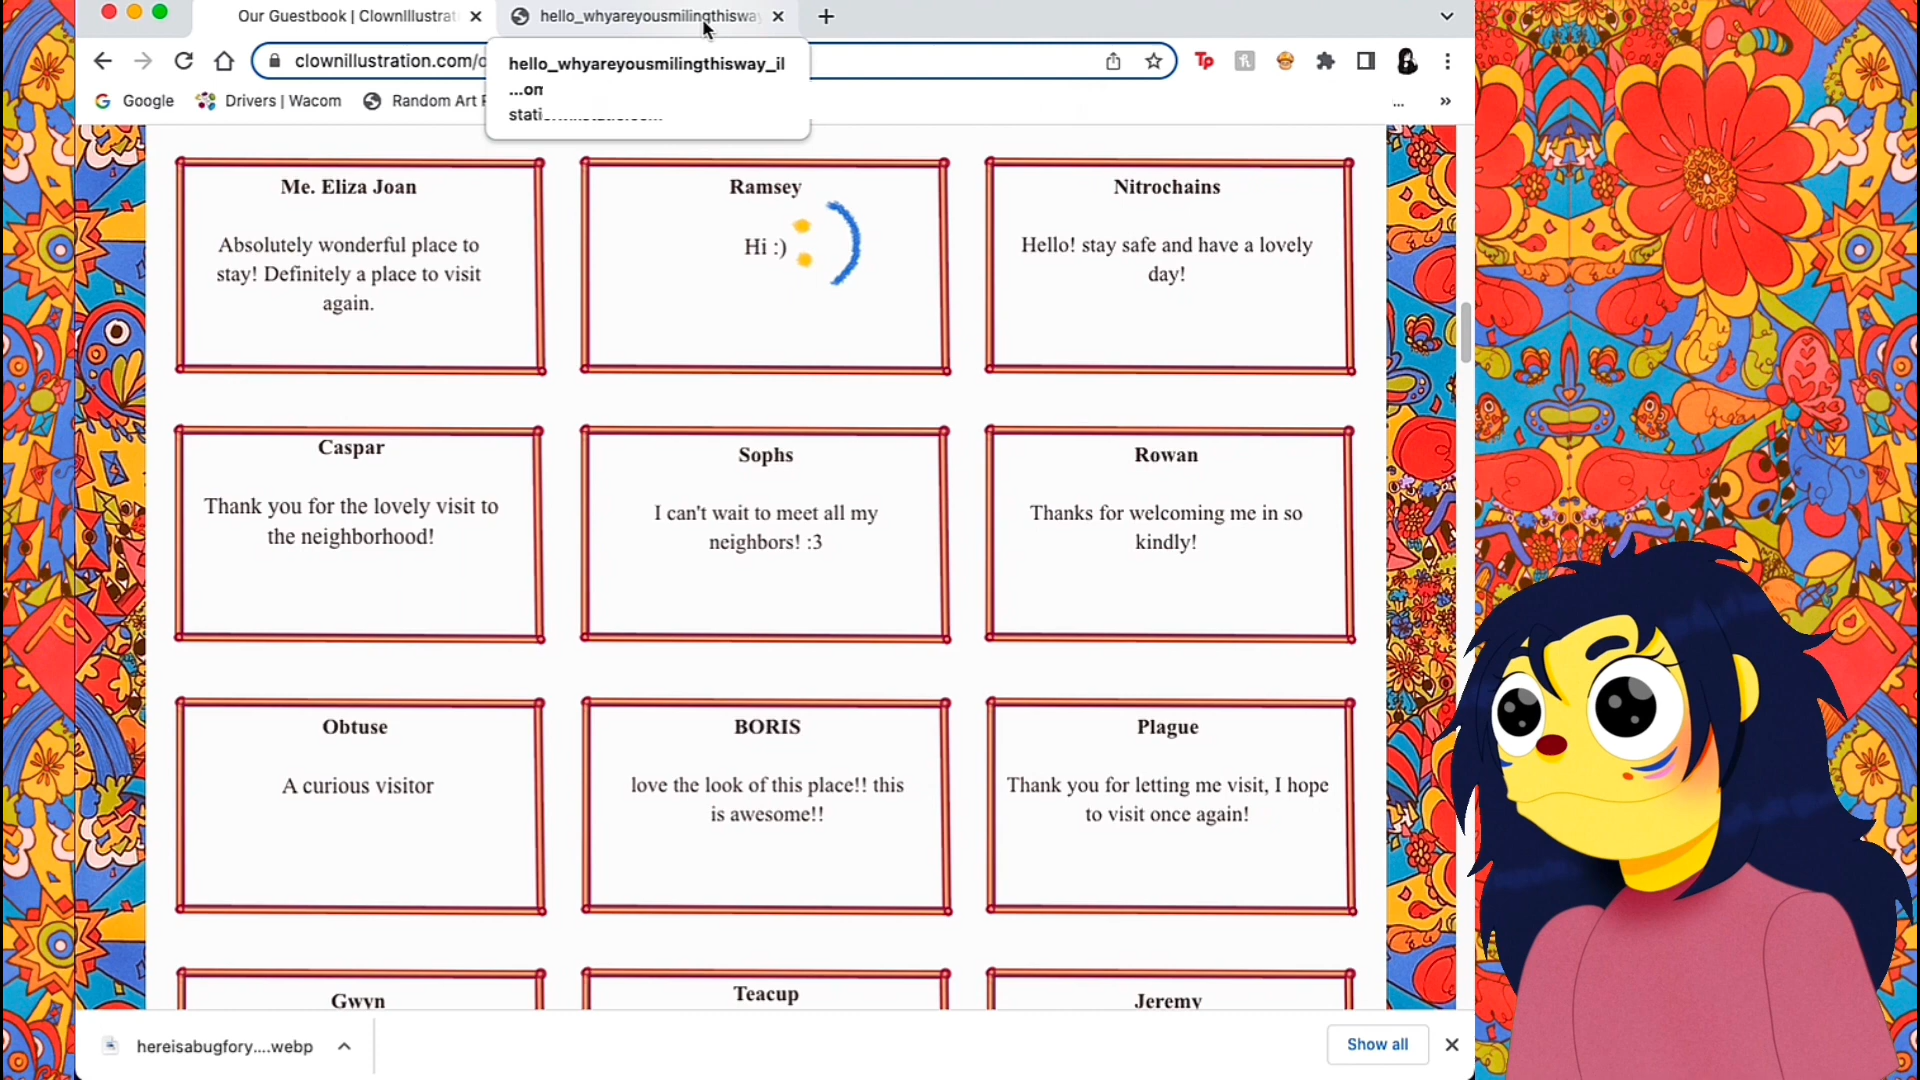 Our Guestbook | ClownIllustrat
hello_whyareyousmilingthisway
clownillustration.com/
hello_whyareyousmilingthisway_il
...om
Google
Drivers | Wacom
Random Art
Me. Eliza Joan
Absolutely wonderful place to
stay! Definitely a place to visit
again.
Ramsey
Hi :)
Nitrochains
Hello! stay safe and have a lovely
day!
Caspar
Thank you for the lovely visit to
the neighborhood!
Sophs
I can't wait to meet all my
neighbors! :3
Rowan
Thanks for welcoming me in so
kindly!
Obtuse
A curious visitor
BORIS
love the look of this place!! this
is awesome!!
Plague
Thank you for letting me visit, I hope
to visit once again!
Gwyn
Teacup
Jeremy
hereisabugfory....webp
Show all